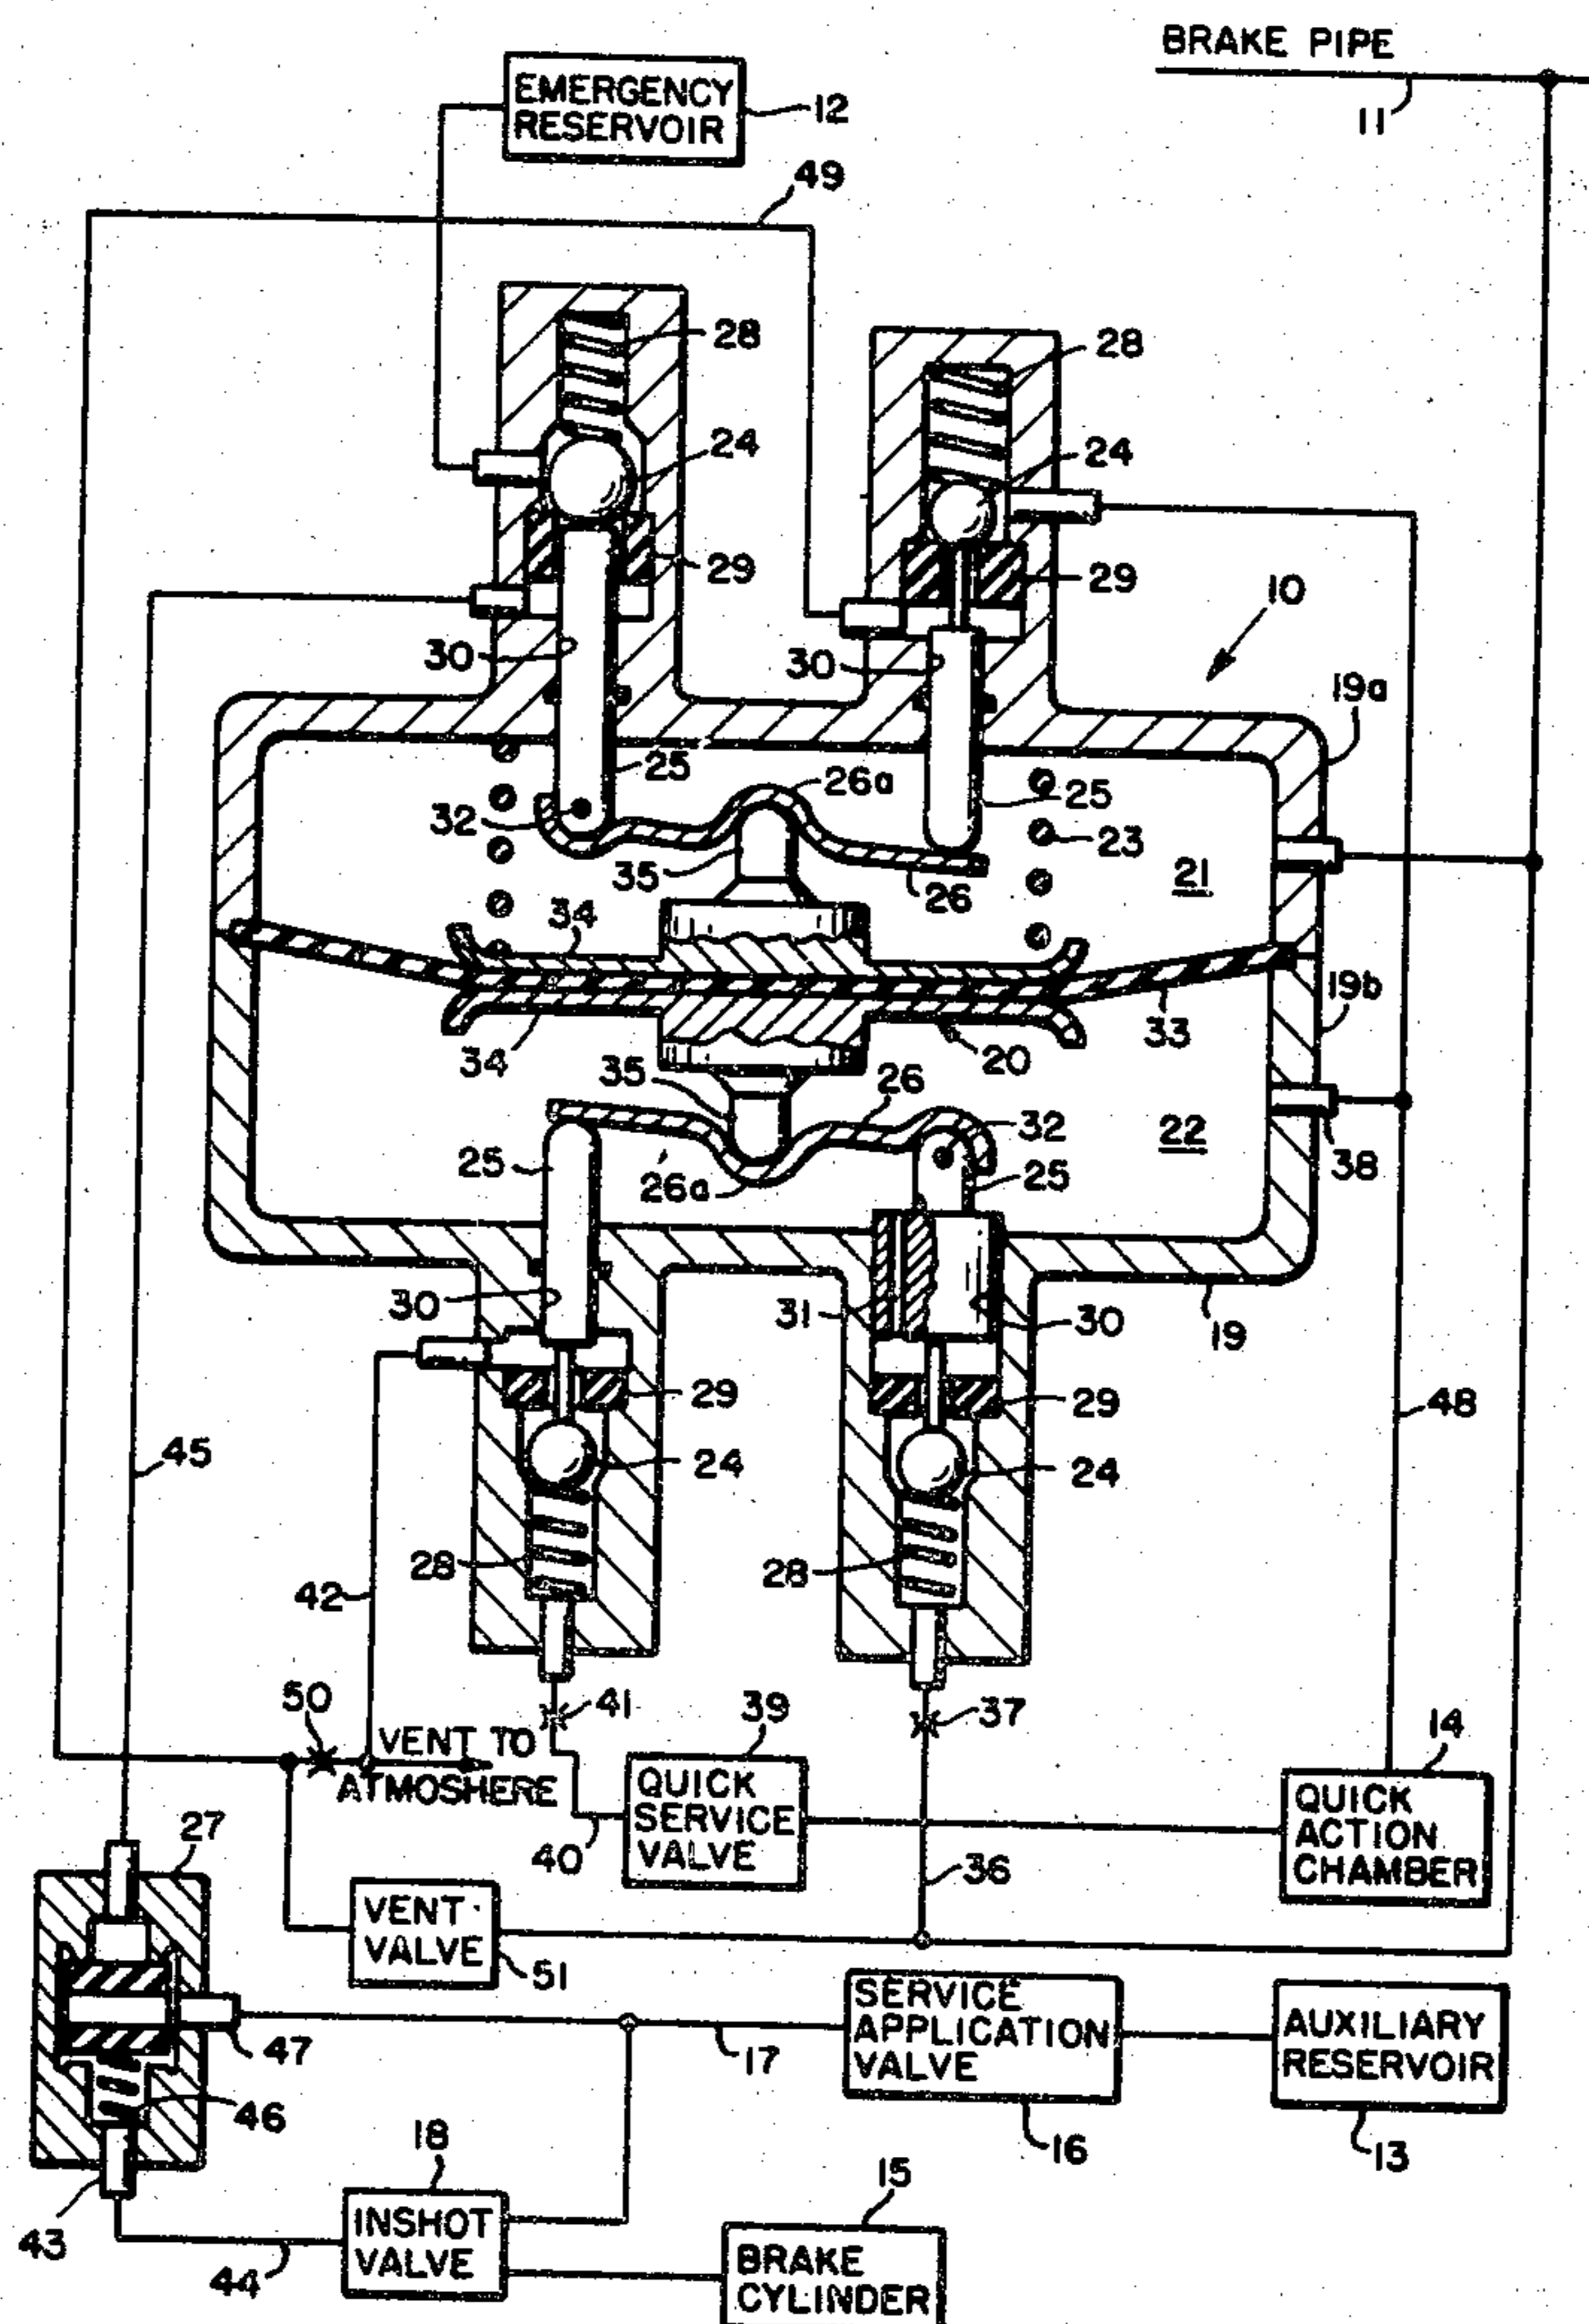 BRAKE PIPE
11
EMERGENCY
RESERVOIR
12
49
28
28
24
24
29
29
10
30
30
19a
25
26a
25
32
23
35
26
21
34
33
19b
34
20
35
26
32
22
25
26a
25
38
30
31
30
19
29
29
48
45
24
24
28
28
42
50
41
39
37
14
VENT TO
ATMOSHERE
QUICK
SERVICE
VALVE
QUICK
ACTION
CHAMBER
27
40
36
VENT
VALVE
51
SERVICE
APPLICATION
VALVE
AUXILIARY
RESERVOIR
47
17
46
18
16
13
15
43
INSHOT
VALVE
44
BRAKE
CYLINDER